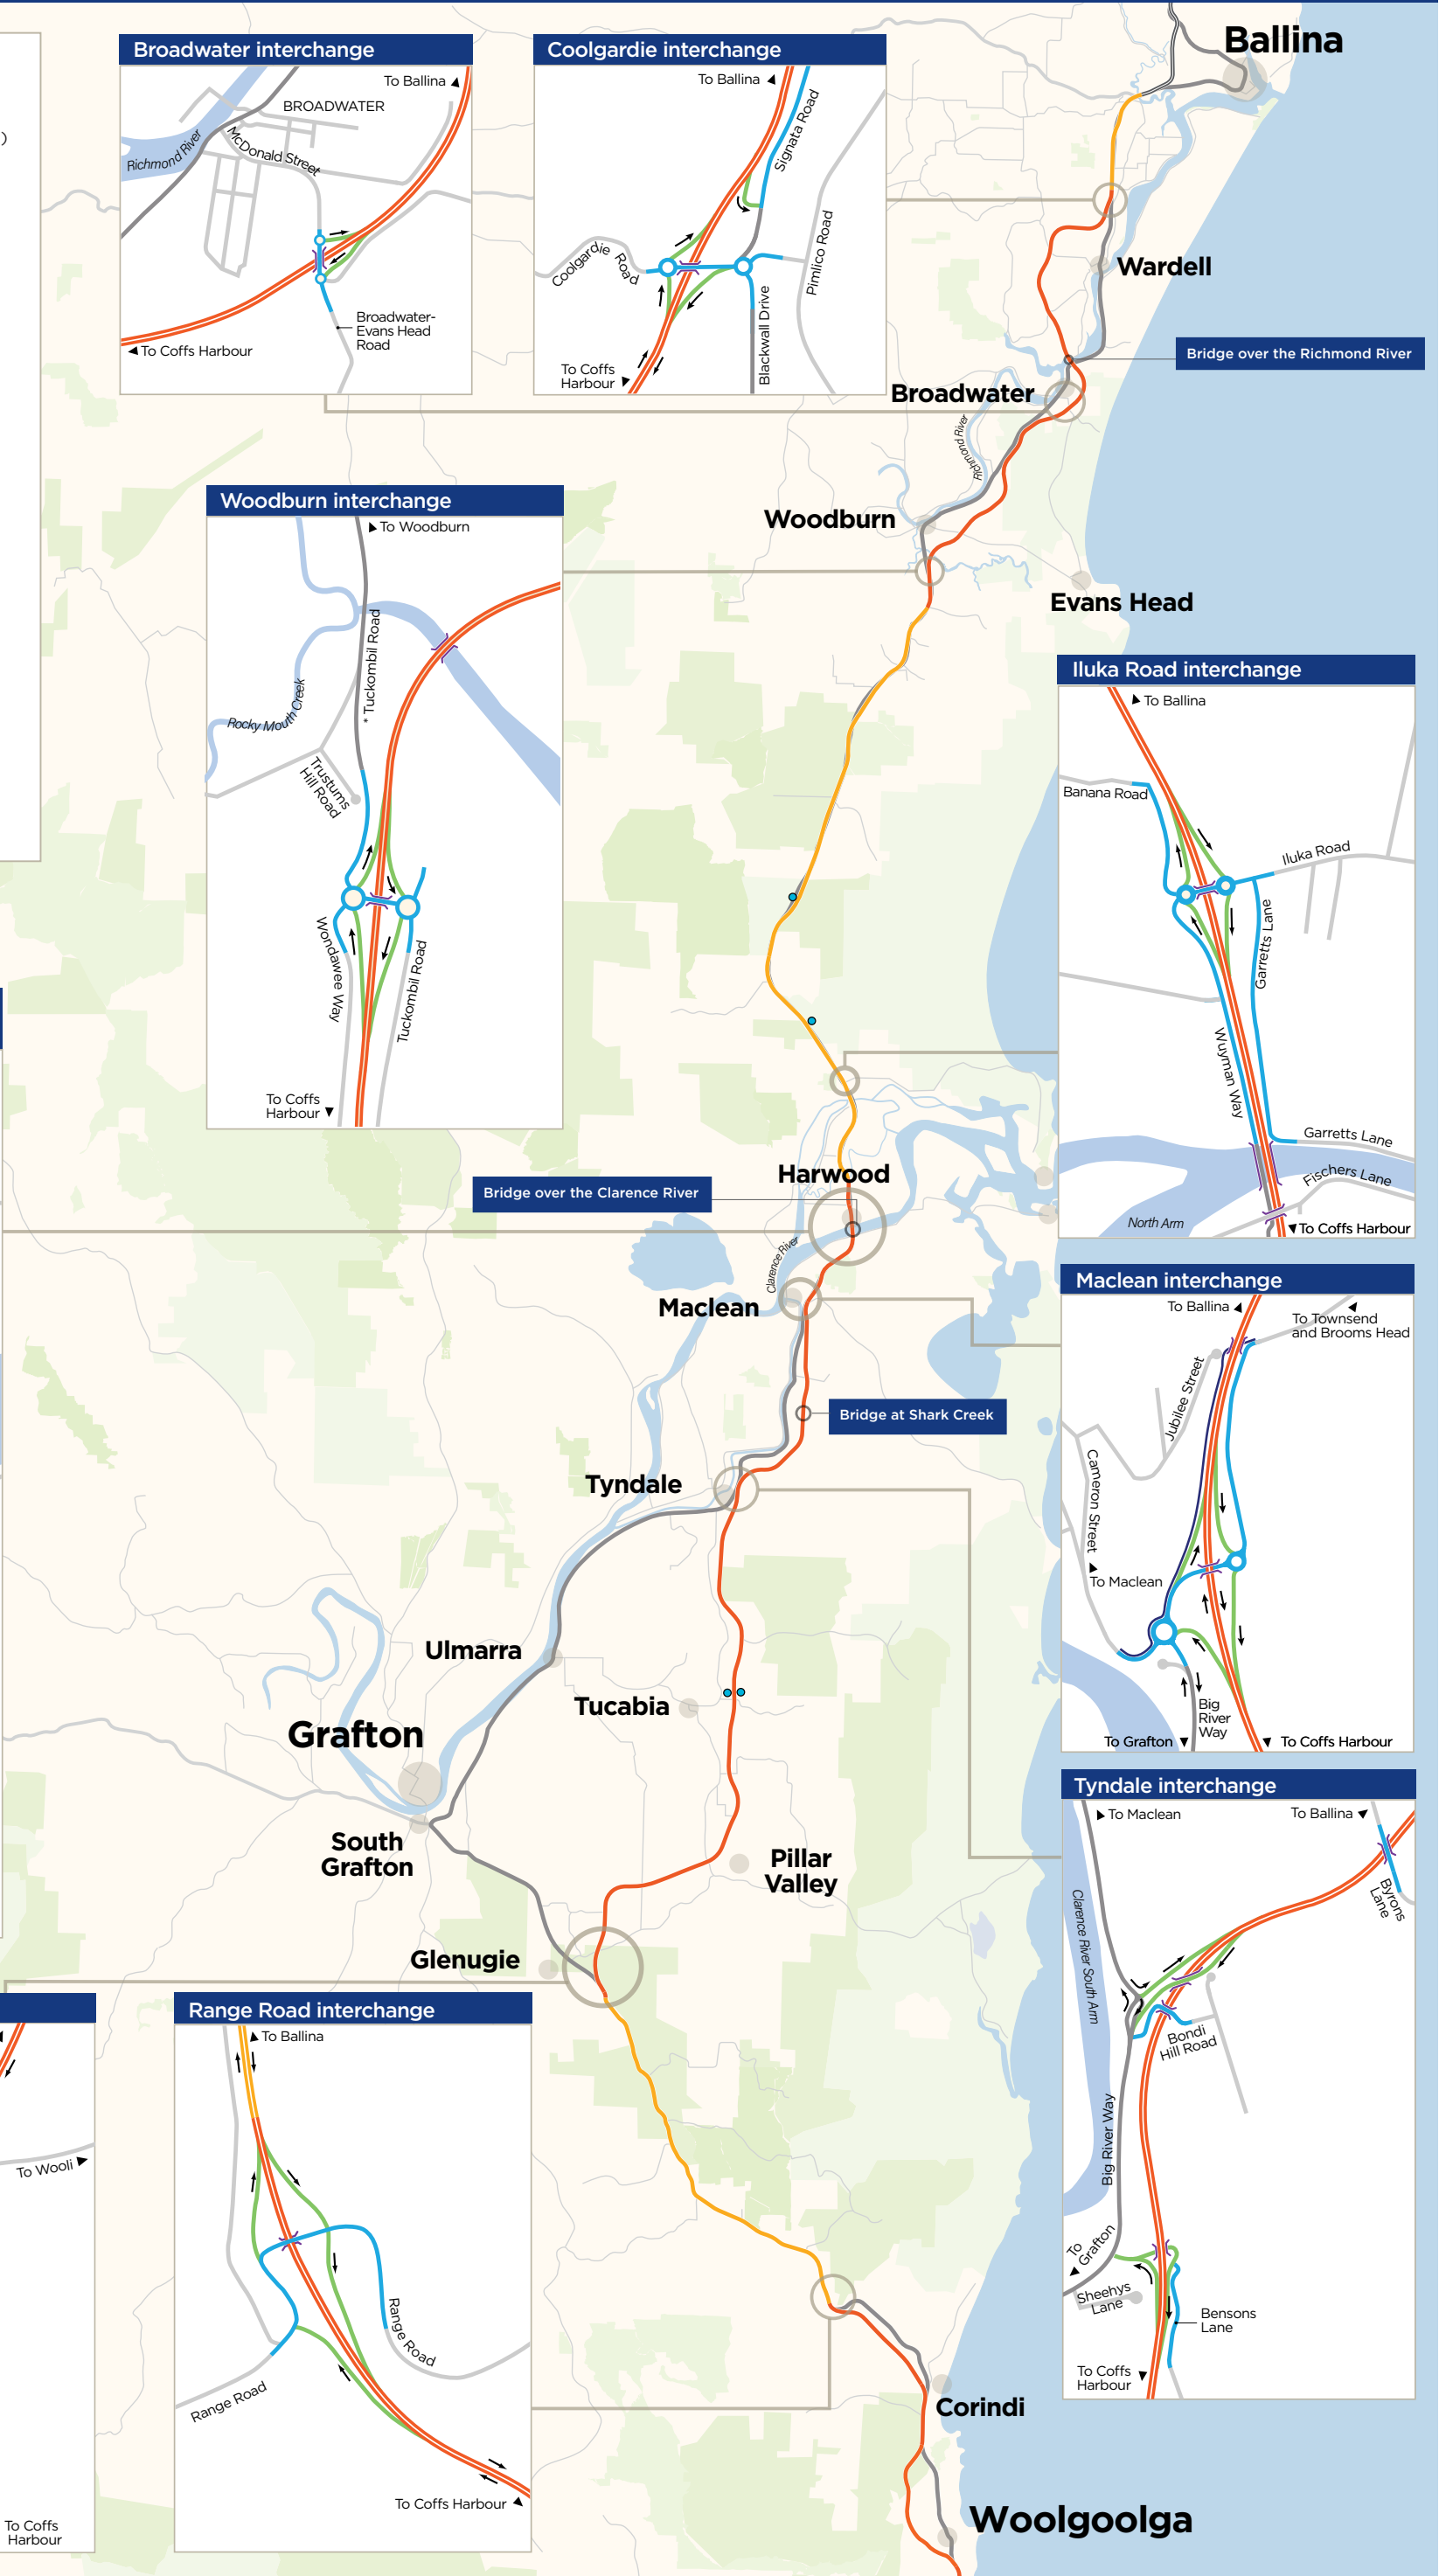 Ballina
Broadwater interchange
To Ballina
BROADWATER
McDonald Street
Richmond River
Broadwater-
Evans Head
Road
To Coffs Harbour
Coolgardie interchange
To Ballina
Signata Road
Coolgardie
Road
Pimlico Road
Blackwall Drive
To Coffs
Harbour
)
Wardell
Bridge over the Richmond River
Broadwater
Richmond River
Woodburn
Evans Head
Woodburn interchange
To Woodburn
* Tuckombil Road
Rocky Mouth Creek
Trustums
Hill Road
Wondawee Way
Tuckombil Road
To Coffs
Harbour
Iluka Road interchange
To Ballina
Banana Road
Iluka Road
Garretts Lane
Wuyman Way
Garretts Lane
Fischers Lane
North Arm
To Coffs Harbour
Harwood
Bridge over the Clarence River
Clarence River
Maclean
Bridge at Shark Creek
Tyndale
Maclean interchange
To Ballina
To Townsend
and Brooms Head
Jubilee Street
Cameron Street
To Maclean
Big
River
Way
To Grafton
To Coffs Harbour
Ulmarra
Tucabia
Grafton
South
Grafton
Pillar
Valley
Glenugie
Tyndale interchange
To Maclean
To Ballina
Byrons
Lane
Clarence River South Arm
Bondi
Hill Road
Big River Way
To
Grafton
Sheehys
Lane
Bensons
Lane
To Coffs
Harbour
Range Road interchange
To Ballina
Range Road
Range Road
To Coffs Harbour
To Wooli
To Coffs
Harbour
Corindi
Woolgoolga